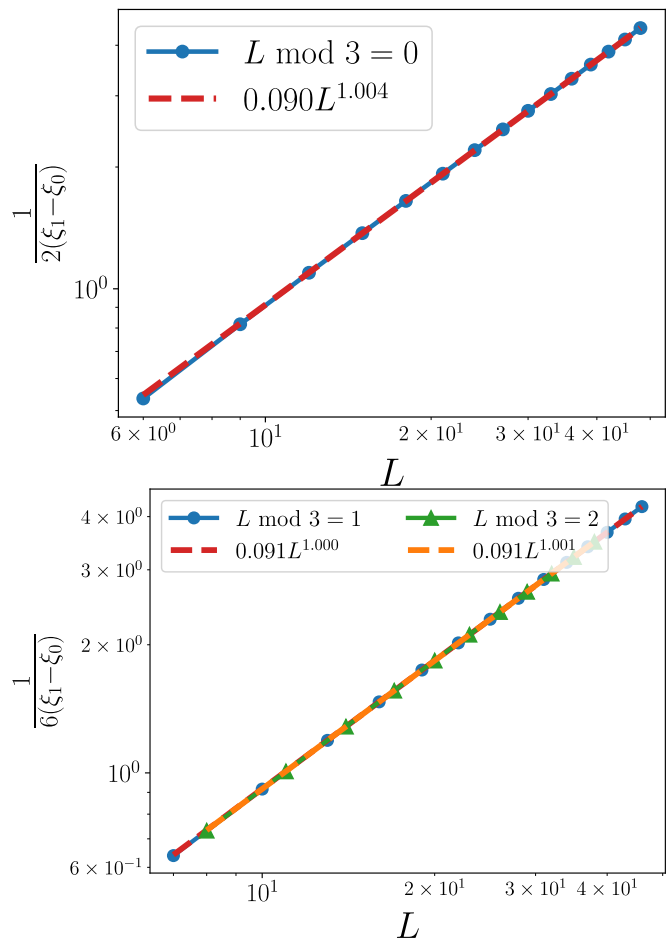 L mod 3 = 0
0.090L^{1.004}
\frac{1}{2(ξ_1−ξ_0)}
10^0
6 × 10^0
10^1
2 × 10^1
3 × 10^1
4 × 10^1
L
L mod 3 = 1
L mod 3 = 2
0.091L^{1.000}
0.091L^{1.001}
4 × 10^0
3 × 10^0
2 × 10^0
\frac{1}{6(ξ_1−ξ_0)}
10^0
6 × 10^{−1}
10^1
2 × 10^1
3 × 10^1
4 × 10^1
L